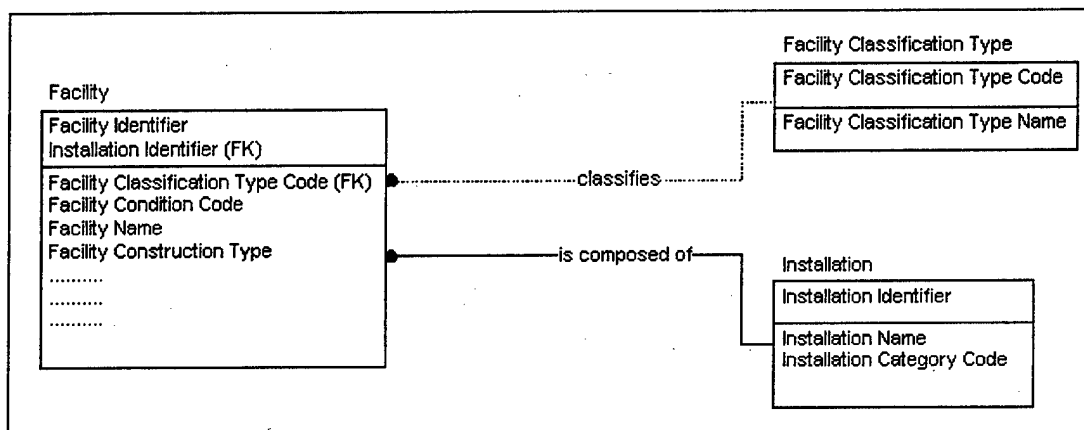 Facility
Facility Identifier
Installation Identifier (FK)
Facility Classification Type Code (FK)
Facility Condition Code
Facility Name
Facility Construction Type
..........
..........
..........
classifies
is composed of
Facility Classification Type
Facility Classification Type Code
Facility Classification Type Name
Installation
Installation Identifier
Installation Name
Installation Category Code